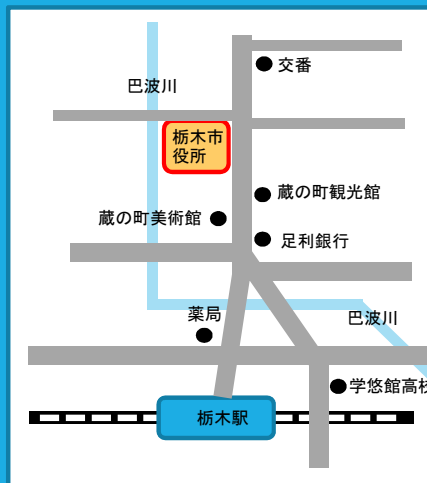 交番
巴波川
栃木市
役所
蔵の町観光館
蔵の町美術館
足利銀行
薬局
巴波川
学悠館高校
栃木駅